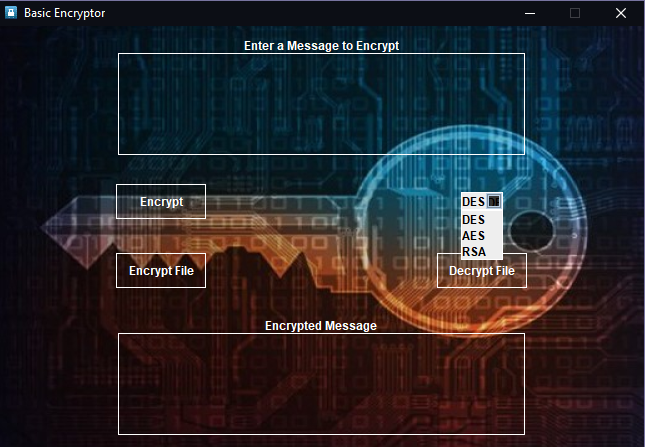 Basic Encryptor
Enter a Message to Encrypt
Encrypt
DES
DES
AES
RSA
Encrypt File
Decrypt File
Encrypted Message